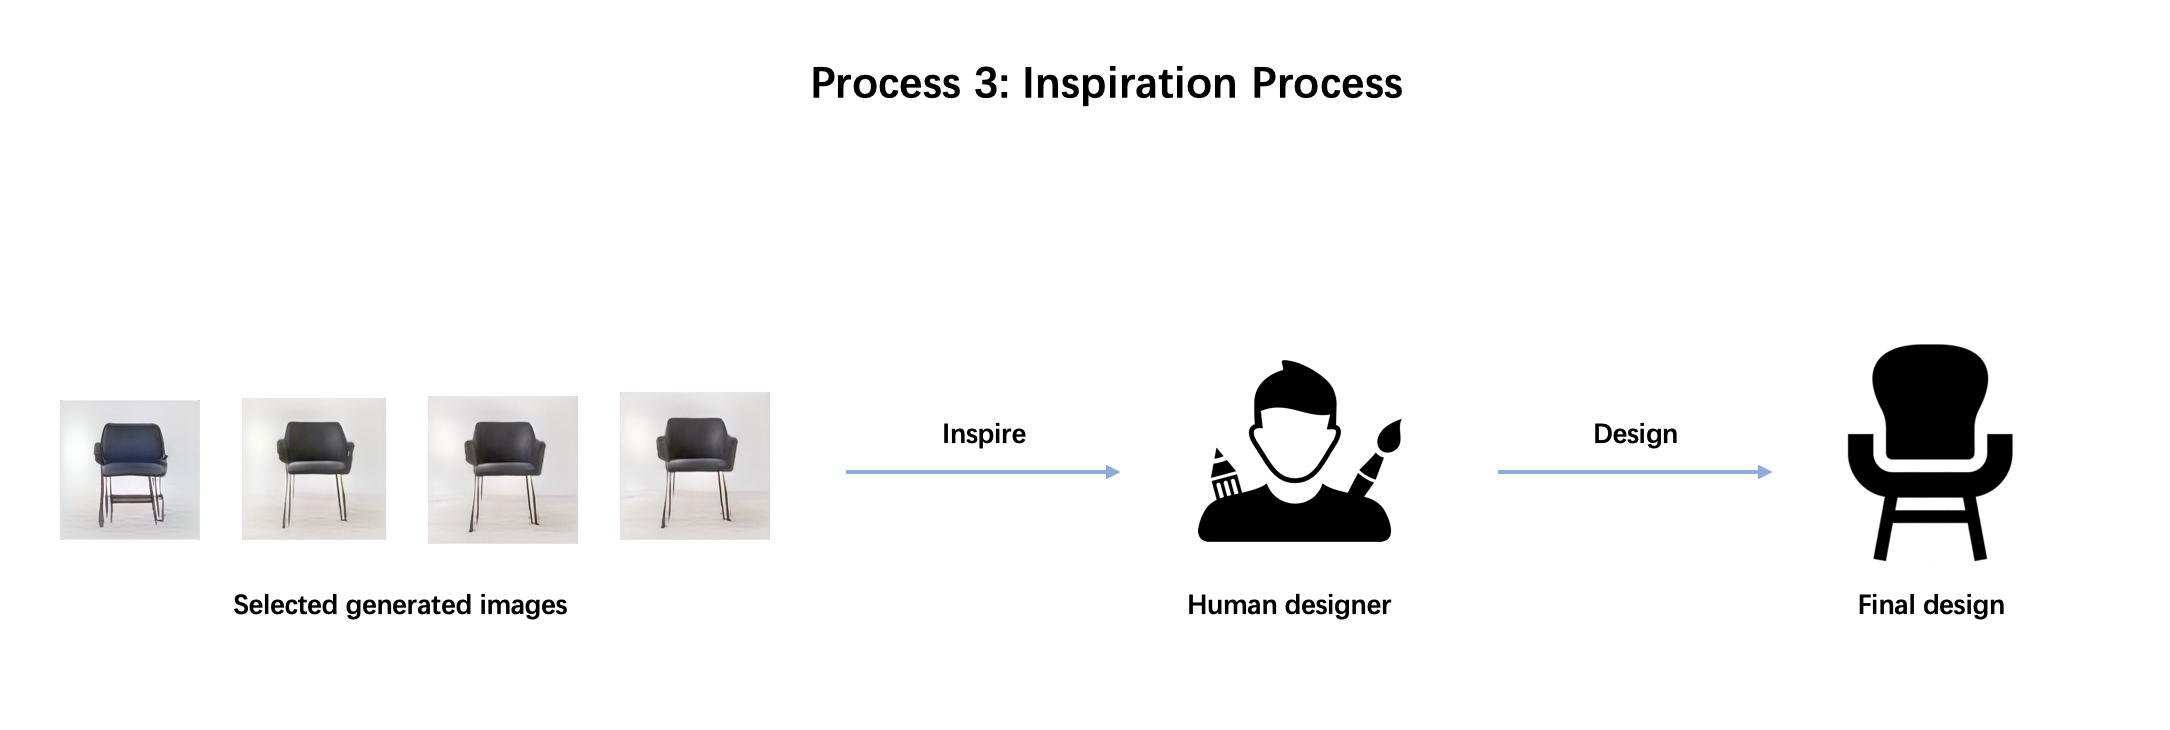 Process 3: Inspiration Process
Inspire
Design
Selected generated images
Human designer
Final design